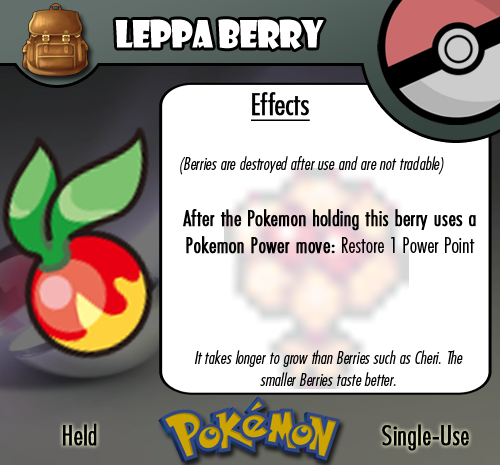 LEPPA BERRY
Effects
(Berries are destroyed after use and are not tradable)
After the Pokemon holding this berry uses a
Pokemon Power move: Restore 1 Power Point
It takes longer to grow than Berries such as Cheri. The
smaller Berries taste better.
Held
POKéMON
Single-Use